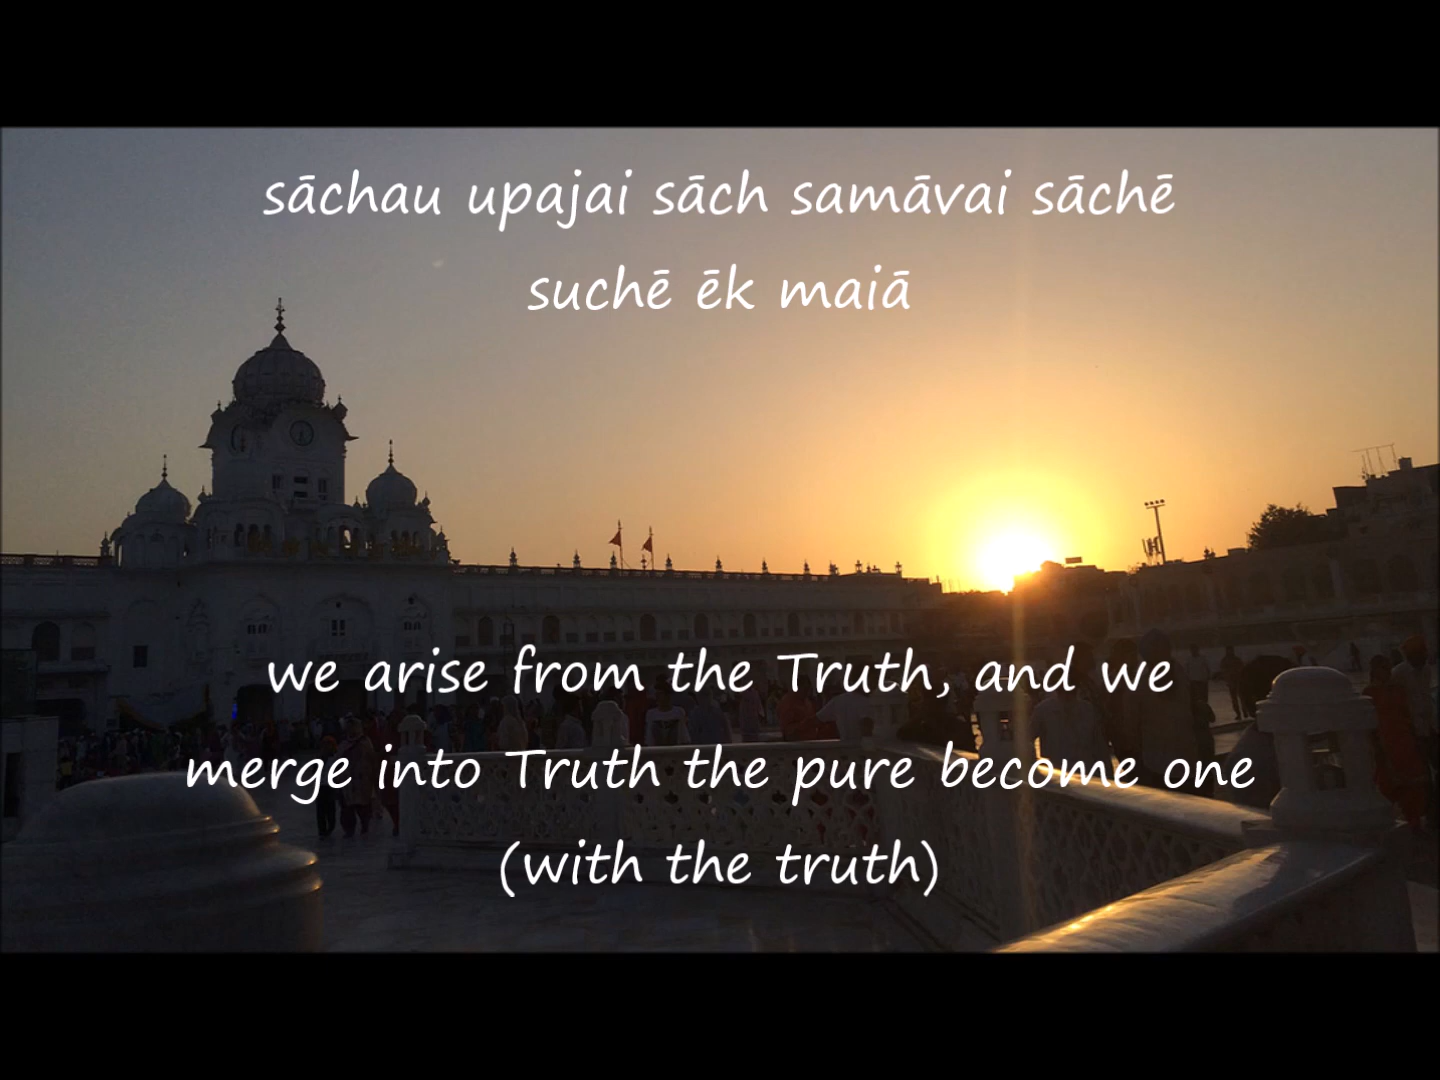 sāchau upajai sāch samāvai sāchē
suchē ēk maiā
we arise from the Truth, and we
merge into Truth the pure become one
(with the truth)